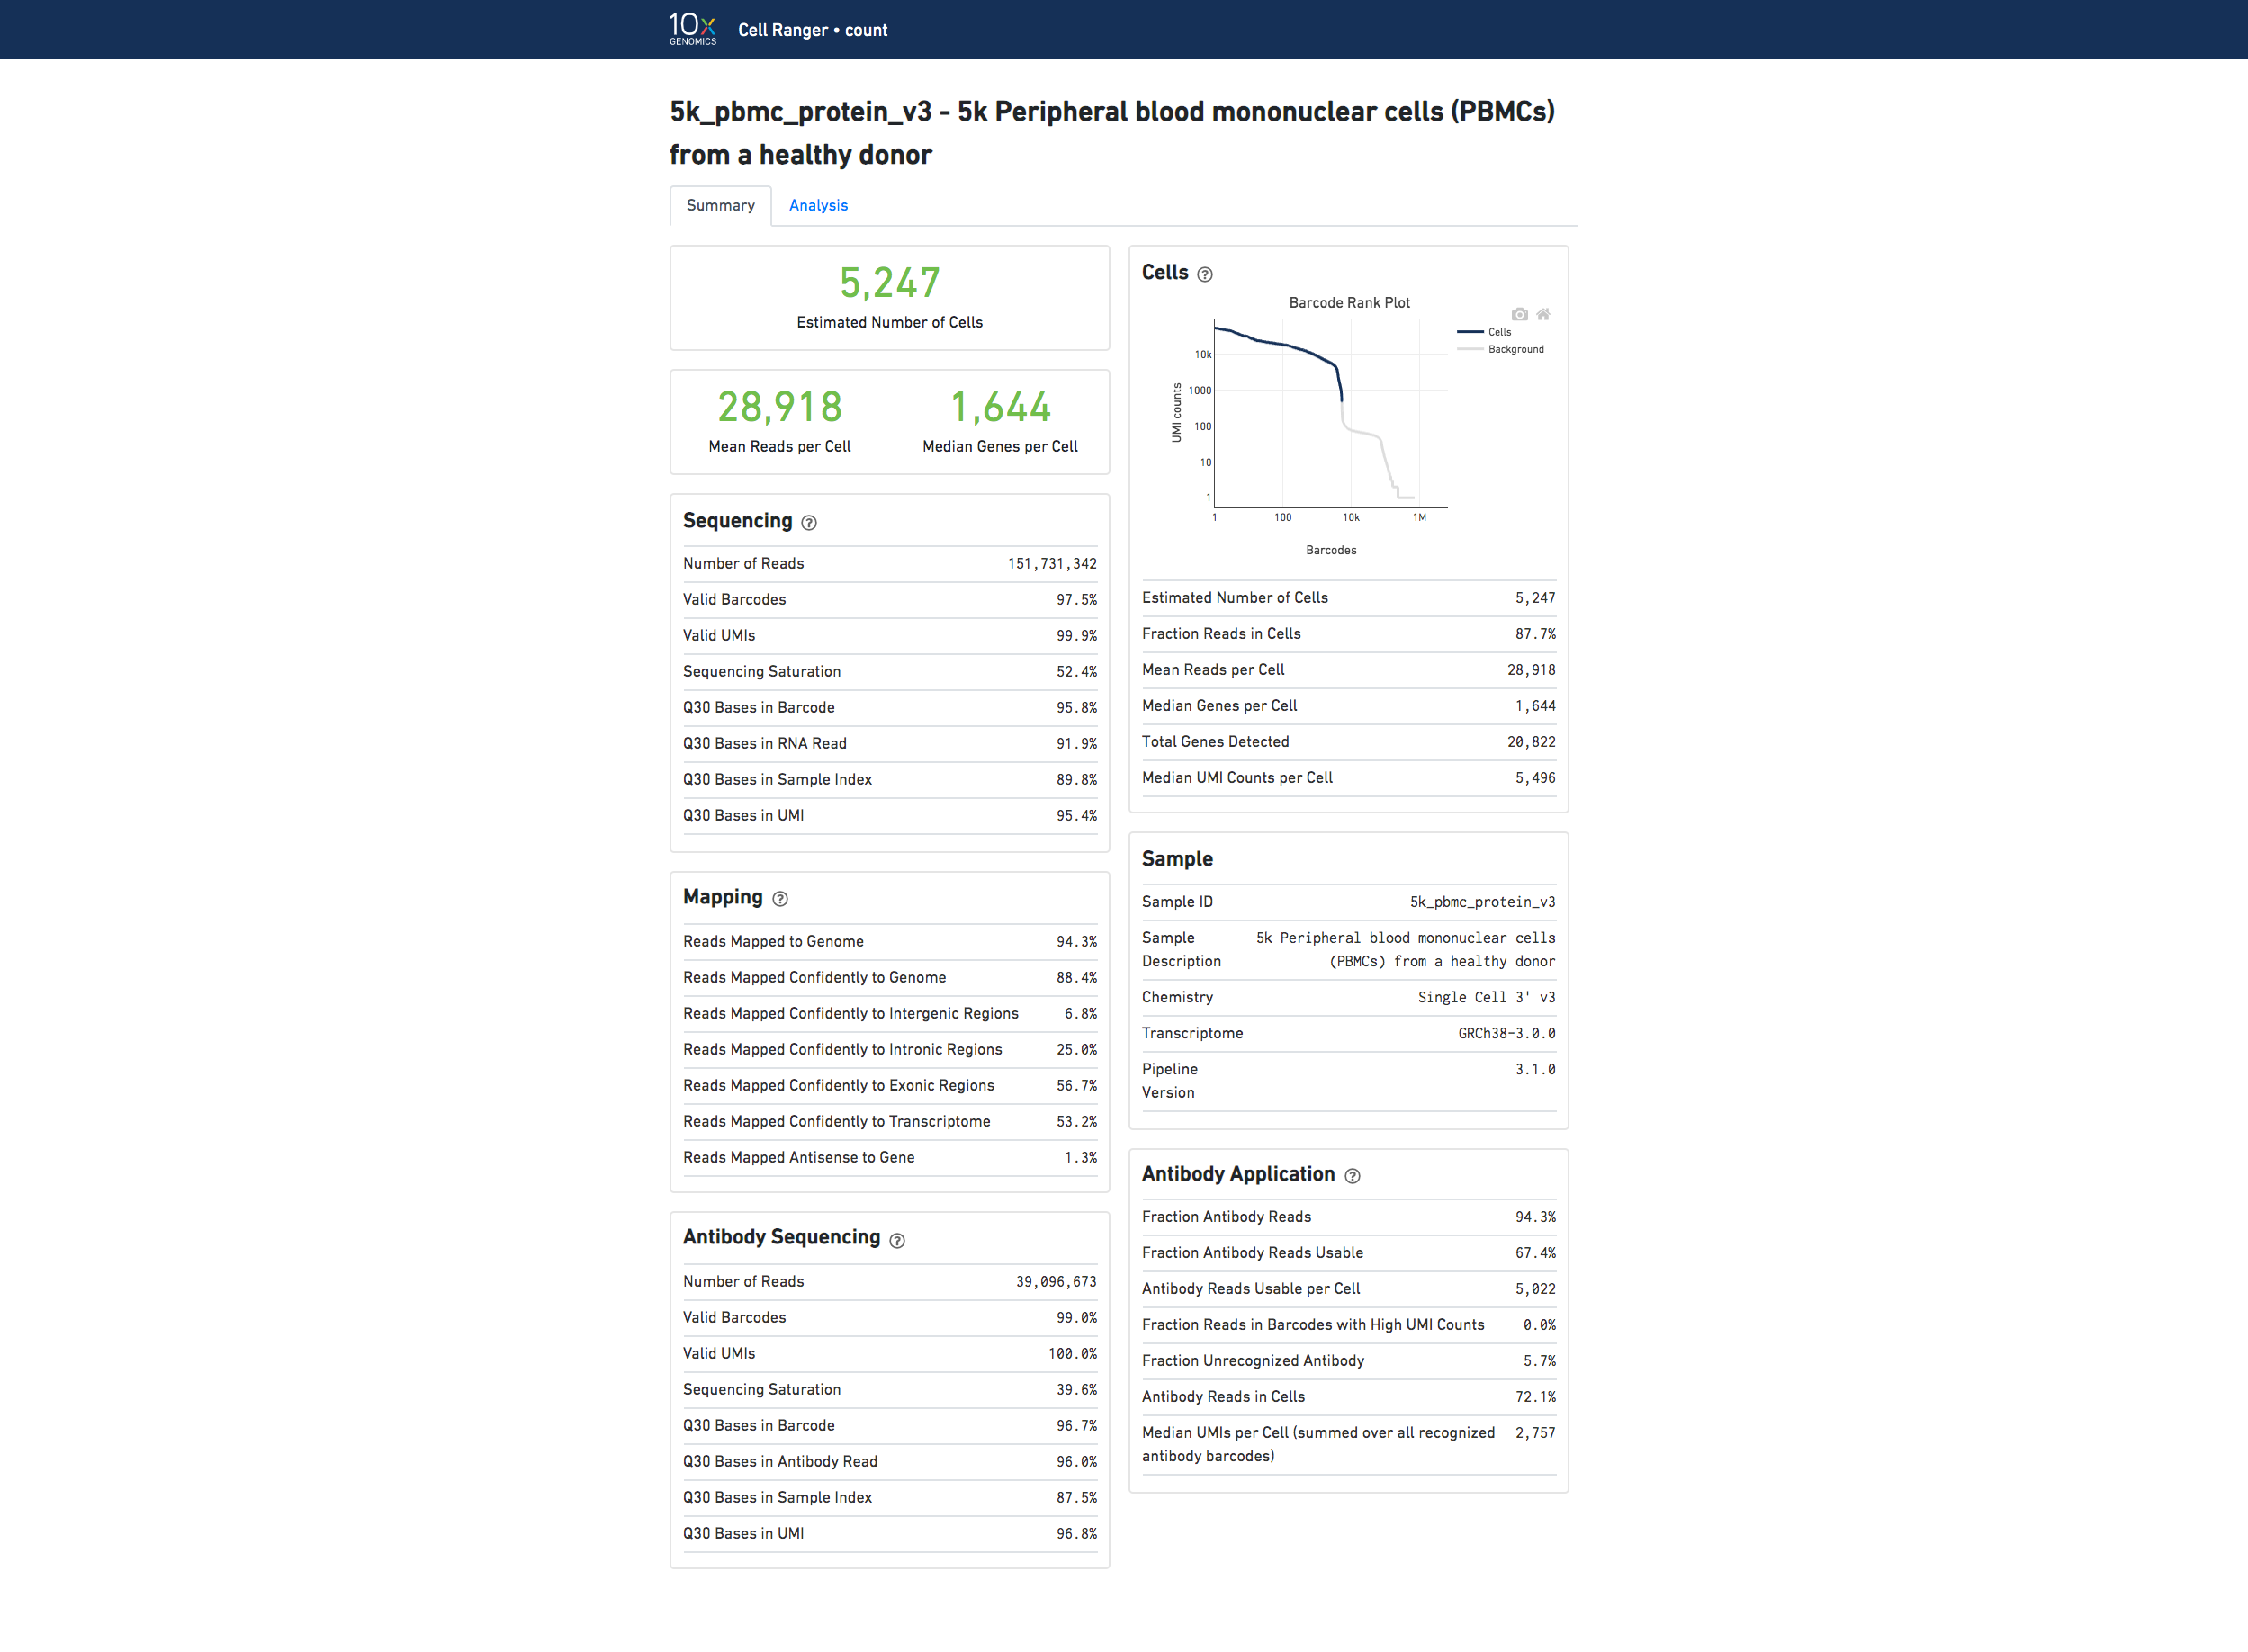 10x
GENOMICS
Cell Ranger • count
5k_pbmc_protein_v3 - 5k Peripheral blood mononuclear cells (PBMCs)
from a healthy donor
Summary
Analysis
5,247
Estimated Number of Cells
28,918
Mean Reads per Cell
1,644
Median Genes per Cell
Sequencing ?
Number of Reads 151,731,342
Valid Barcodes 97.5%
Valid UMIs 99.9%
Sequencing Saturation 52.4%
Q30 Bases in Barcode 95.8%
Q30 Bases in RNA Read 91.9%
Q30 Bases in Sample Index 89.8%
Q30 Bases in UMI 95.4%
Mapping ?
Reads Mapped to Genome 94.3%
Reads Mapped Confidently to Genome 88.4%
Reads Mapped Confidently to Intergenic Regions 6.8%
Reads Mapped Confidently to Intronic Regions 25.0%
Reads Mapped Confidently to Exonic Regions 56.7%
Reads Mapped Confidently to Transcriptome 53.2%
Reads Mapped Antisense to Gene 1.3%
Antibody Sequencing ?
Number of Reads 39,096,673
Valid Barcodes 99.0%
Valid UMIs 100.0%
Sequencing Saturation 39.6%
Q30 Bases in Barcode 96.7%
Q30 Bases in Antibody Read 96.0%
Q30 Bases in Sample Index 87.5%
Q30 Bases in UMI 96.8%
Cells ?
Barcode Rank Plot
Cells
Background
UMI counts
10k
1000
100
10
1
1 100 10k 1M
Barcodes
Estimated Number of Cells 5,247
Fraction Reads in Cells 87.7%
Mean Reads per Cell 28,918
Median Genes per Cell 1,644
Total Genes Detected 20,822
Median UMI Counts per Cell 5,496
Sample
Sample ID 5k_pbmc_protein_v3
Sample 5k Peripheral blood mononuclear cells
Description (PBMCs) from a healthy donor
Chemistry Single Cell 3' v3
Transcriptome GRCh38-3.0.0
Pipeline 3.1.0
Version
Antibody Application ?
Fraction Antibody Reads 94.3%
Fraction Antibody Reads Usable 67.4%
Antibody Reads Usable per Cell 5,022
Fraction Reads in Barcodes with High UMI Counts 0.0%
Fraction Unrecognized Antibody 5.7%
Antibody Reads in Cells 72.1%
Median UMIs per Cell (summed over all recognized 2,757
antibody barcodes)